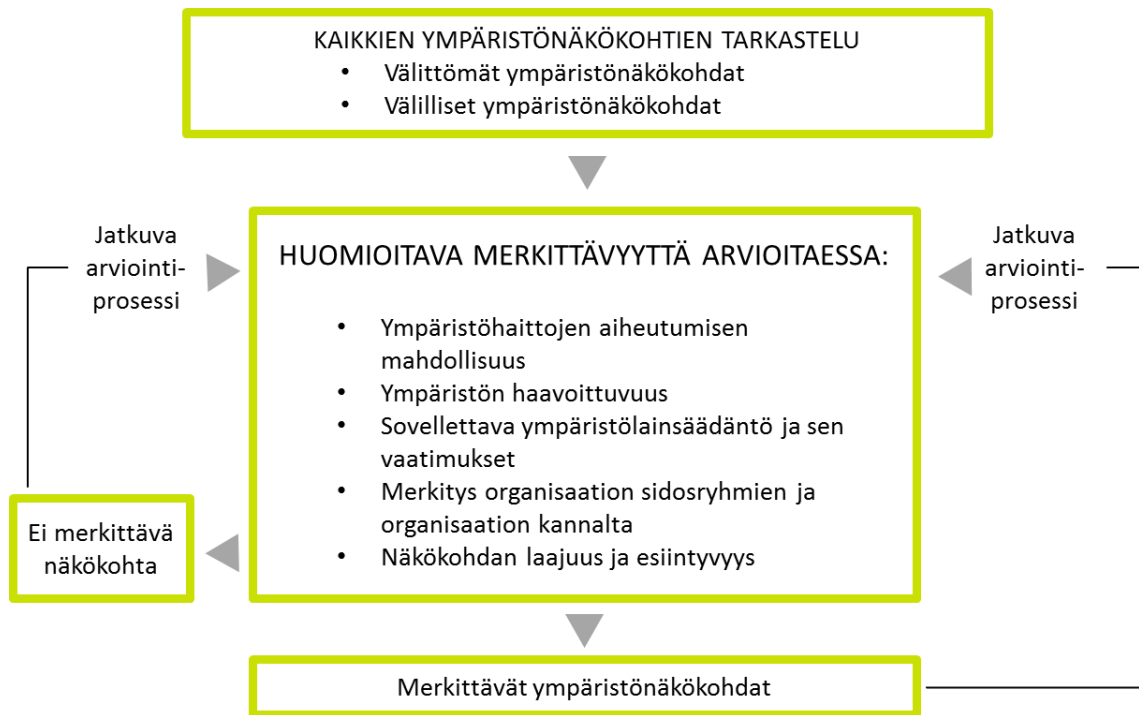 KAIKKIEN YMPÄRISTÖNÄKÖKOHTIEN TARKASTELU
• Välittömät ympäristönäkökohdat
• Välilliset ympäristönäkökohdat
Jatkuva
arviointi-
prosessi
HUOMIOITAVA MERKITTÄVYYTTÄ ARVIOITAESSA:
• Ympäristöhaittojen aiheutumisen
mahdollisuus
• Ympäristön haavoittuvuus
• Sovellettava ympäristölainsäädäntö ja sen
vaatimukset
• Merkitys organisaation sidosryhmien ja
organisaation kannalta
• Näkökohdan laajuus ja esiintyvyys
Jatkuva
arviointi-
prosessi
Ei merkittävä
näkökohta
Merkittävät ympäristönäkökohdat